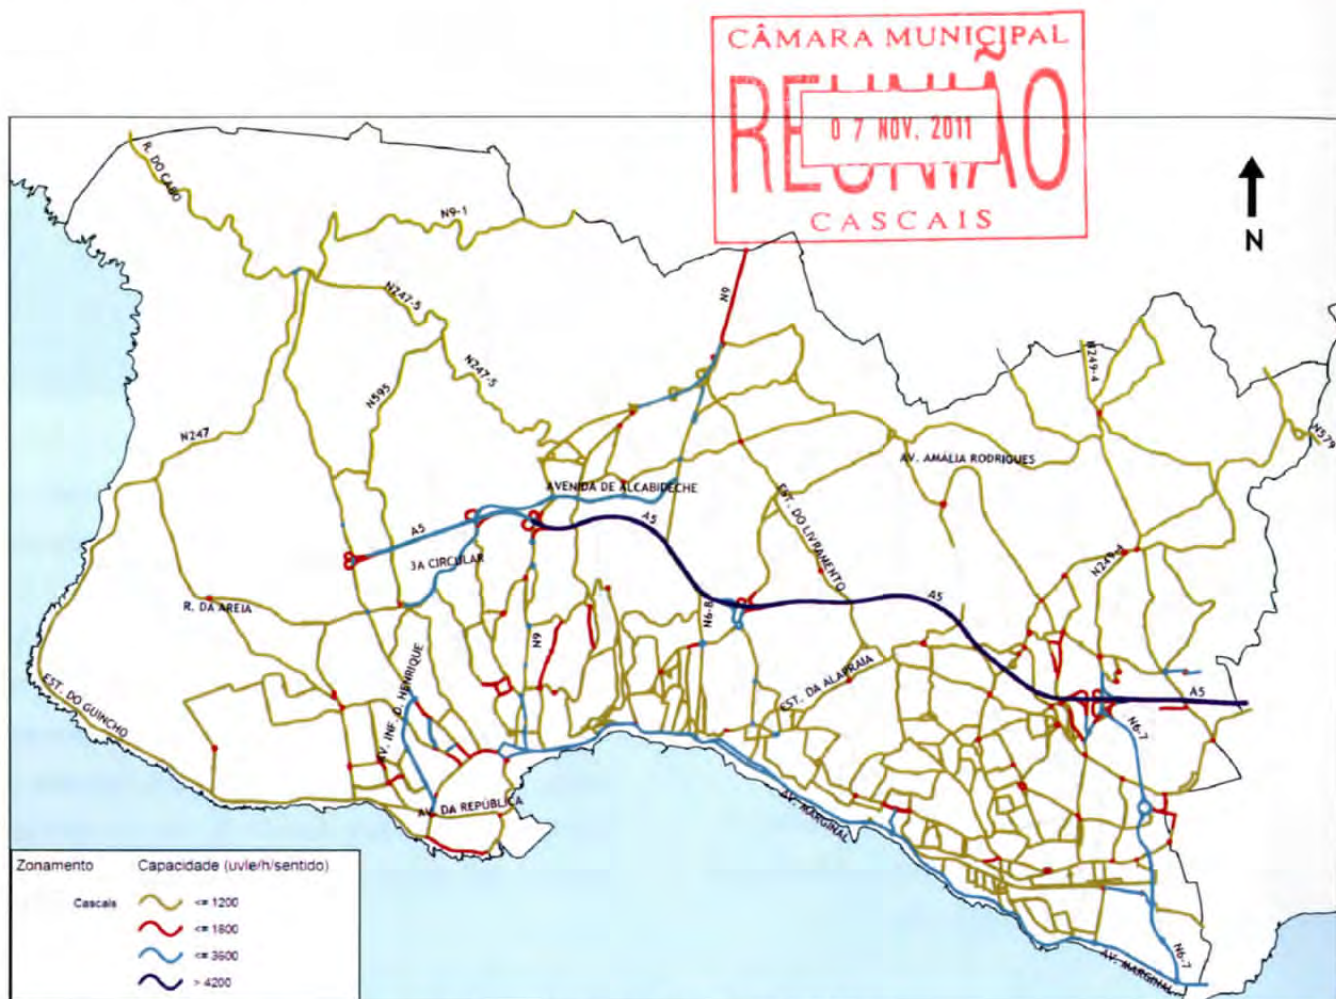 CÂMARA MUNICIPAL
REUNIÃO
0 7 NOV. 2011
CASCAIS
N
R. DO CABO
N9-1
N247-5
N9
N247-5
N595
N247
N249-4
N579
AV. AMÁLIA RODRIGUES
AVENIDA DE ALCABIDECHE
EST. DO LIVRAMENTO
A5
A5
3A CIRCULAR
N249-4
A5
R. DA AREIA
N9
N6-8
EST. DO GUINCHO
AV. INF. D. HENRIQUE
EST. DA ALAPRAIA
A5
N6-7
AV. DA REPÚBLICA
AV. MARGINAL
AV. MARGINAL
N6-7
Zonamento
Capacidade (uvle/h/sentido)
Cascais
<= 1200
<= 1800
<= 3600
> 4200